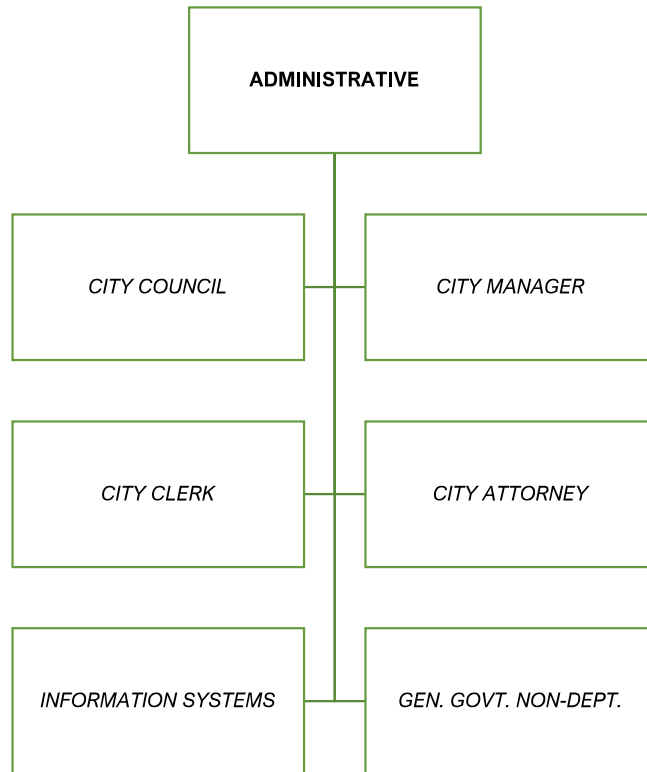 ADMINISTRATIVE
CITY COUNCIL
CITY MANAGER
CITY CLERK
CITY ATTORNEY
INFORMATION SYSTEMS
GEN. GOVT. NON-DEPT.